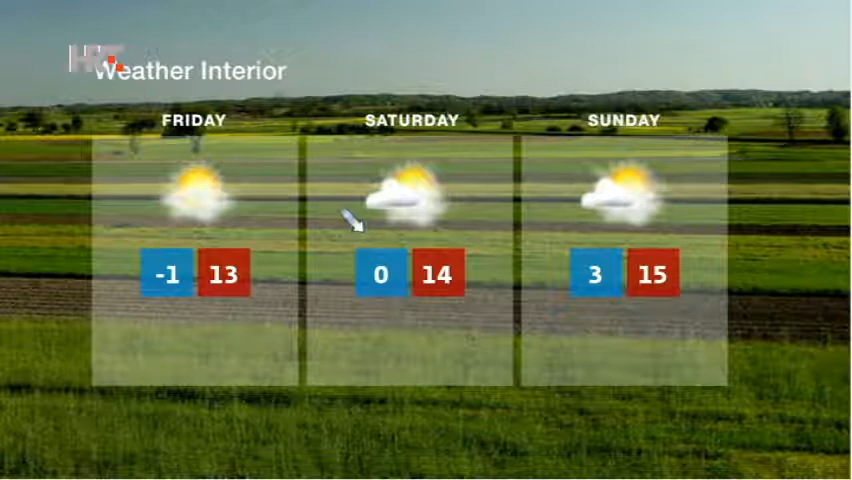 HRT
Weather Interior
FRIDAY SATURDAY SUNDAY
-1 13 0 14 3 15